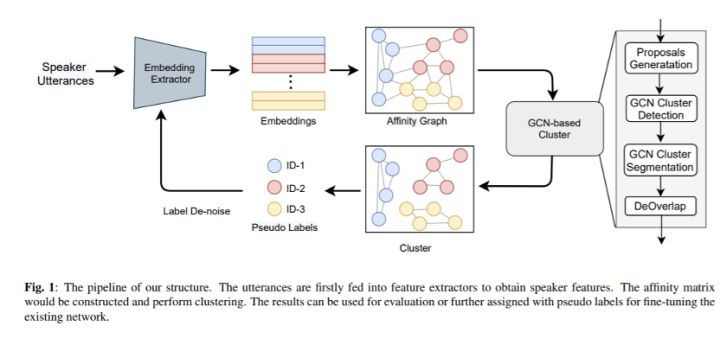 Speaker
Utterances
Embedding
Extractor
Embeddings
Affinity Graph
GCN-based
Cluster
Proposals
Generatation
GCN Cluster
Detection
GCN Cluster
Segmentation
DeOverlap
Label De-noise
ID-1
ID-2
ID-3
Pseudo Labels
Cluster
Fig. 1: The pipeline of our structure. The utterances are firstly fed into feature extractors to obtain speaker features. The affinity matrix
would be constructed and perform clustering. The results can be used for evaluation or further assigned with pseudo labels for fine-tuning the
existing network.